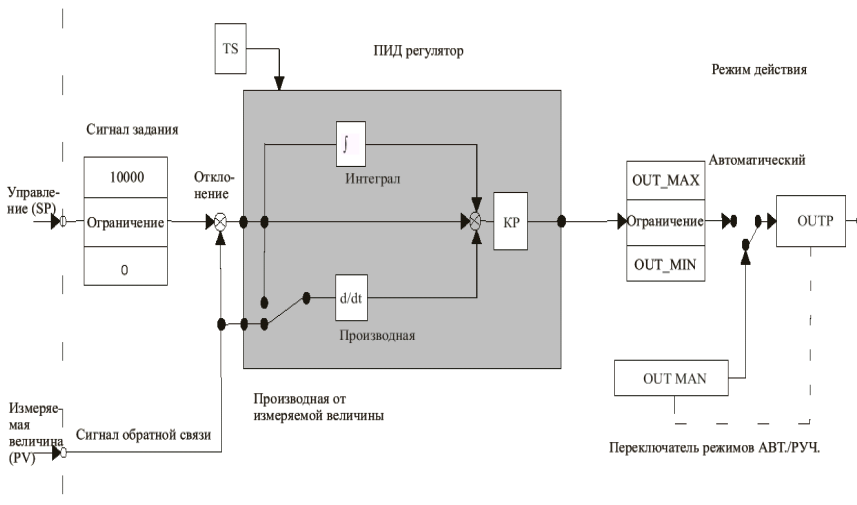 TS
ПИД регулятор
Режим действия
Сигнал задания
10000
Ограничение
0
Управле-
ние (SP)
Откло-
нение
∫
Интеграл
КР
d/dt
Производная
OUT_MAX
Ограничение
OUT_MIN
Автоматический
OUTP
OUT MAN
Производная от
измеряемой величины
Измеряе-
мая
величина
(PV)
Сигнал обратной связи
Переключатель режимов АВТ./РУЧ.